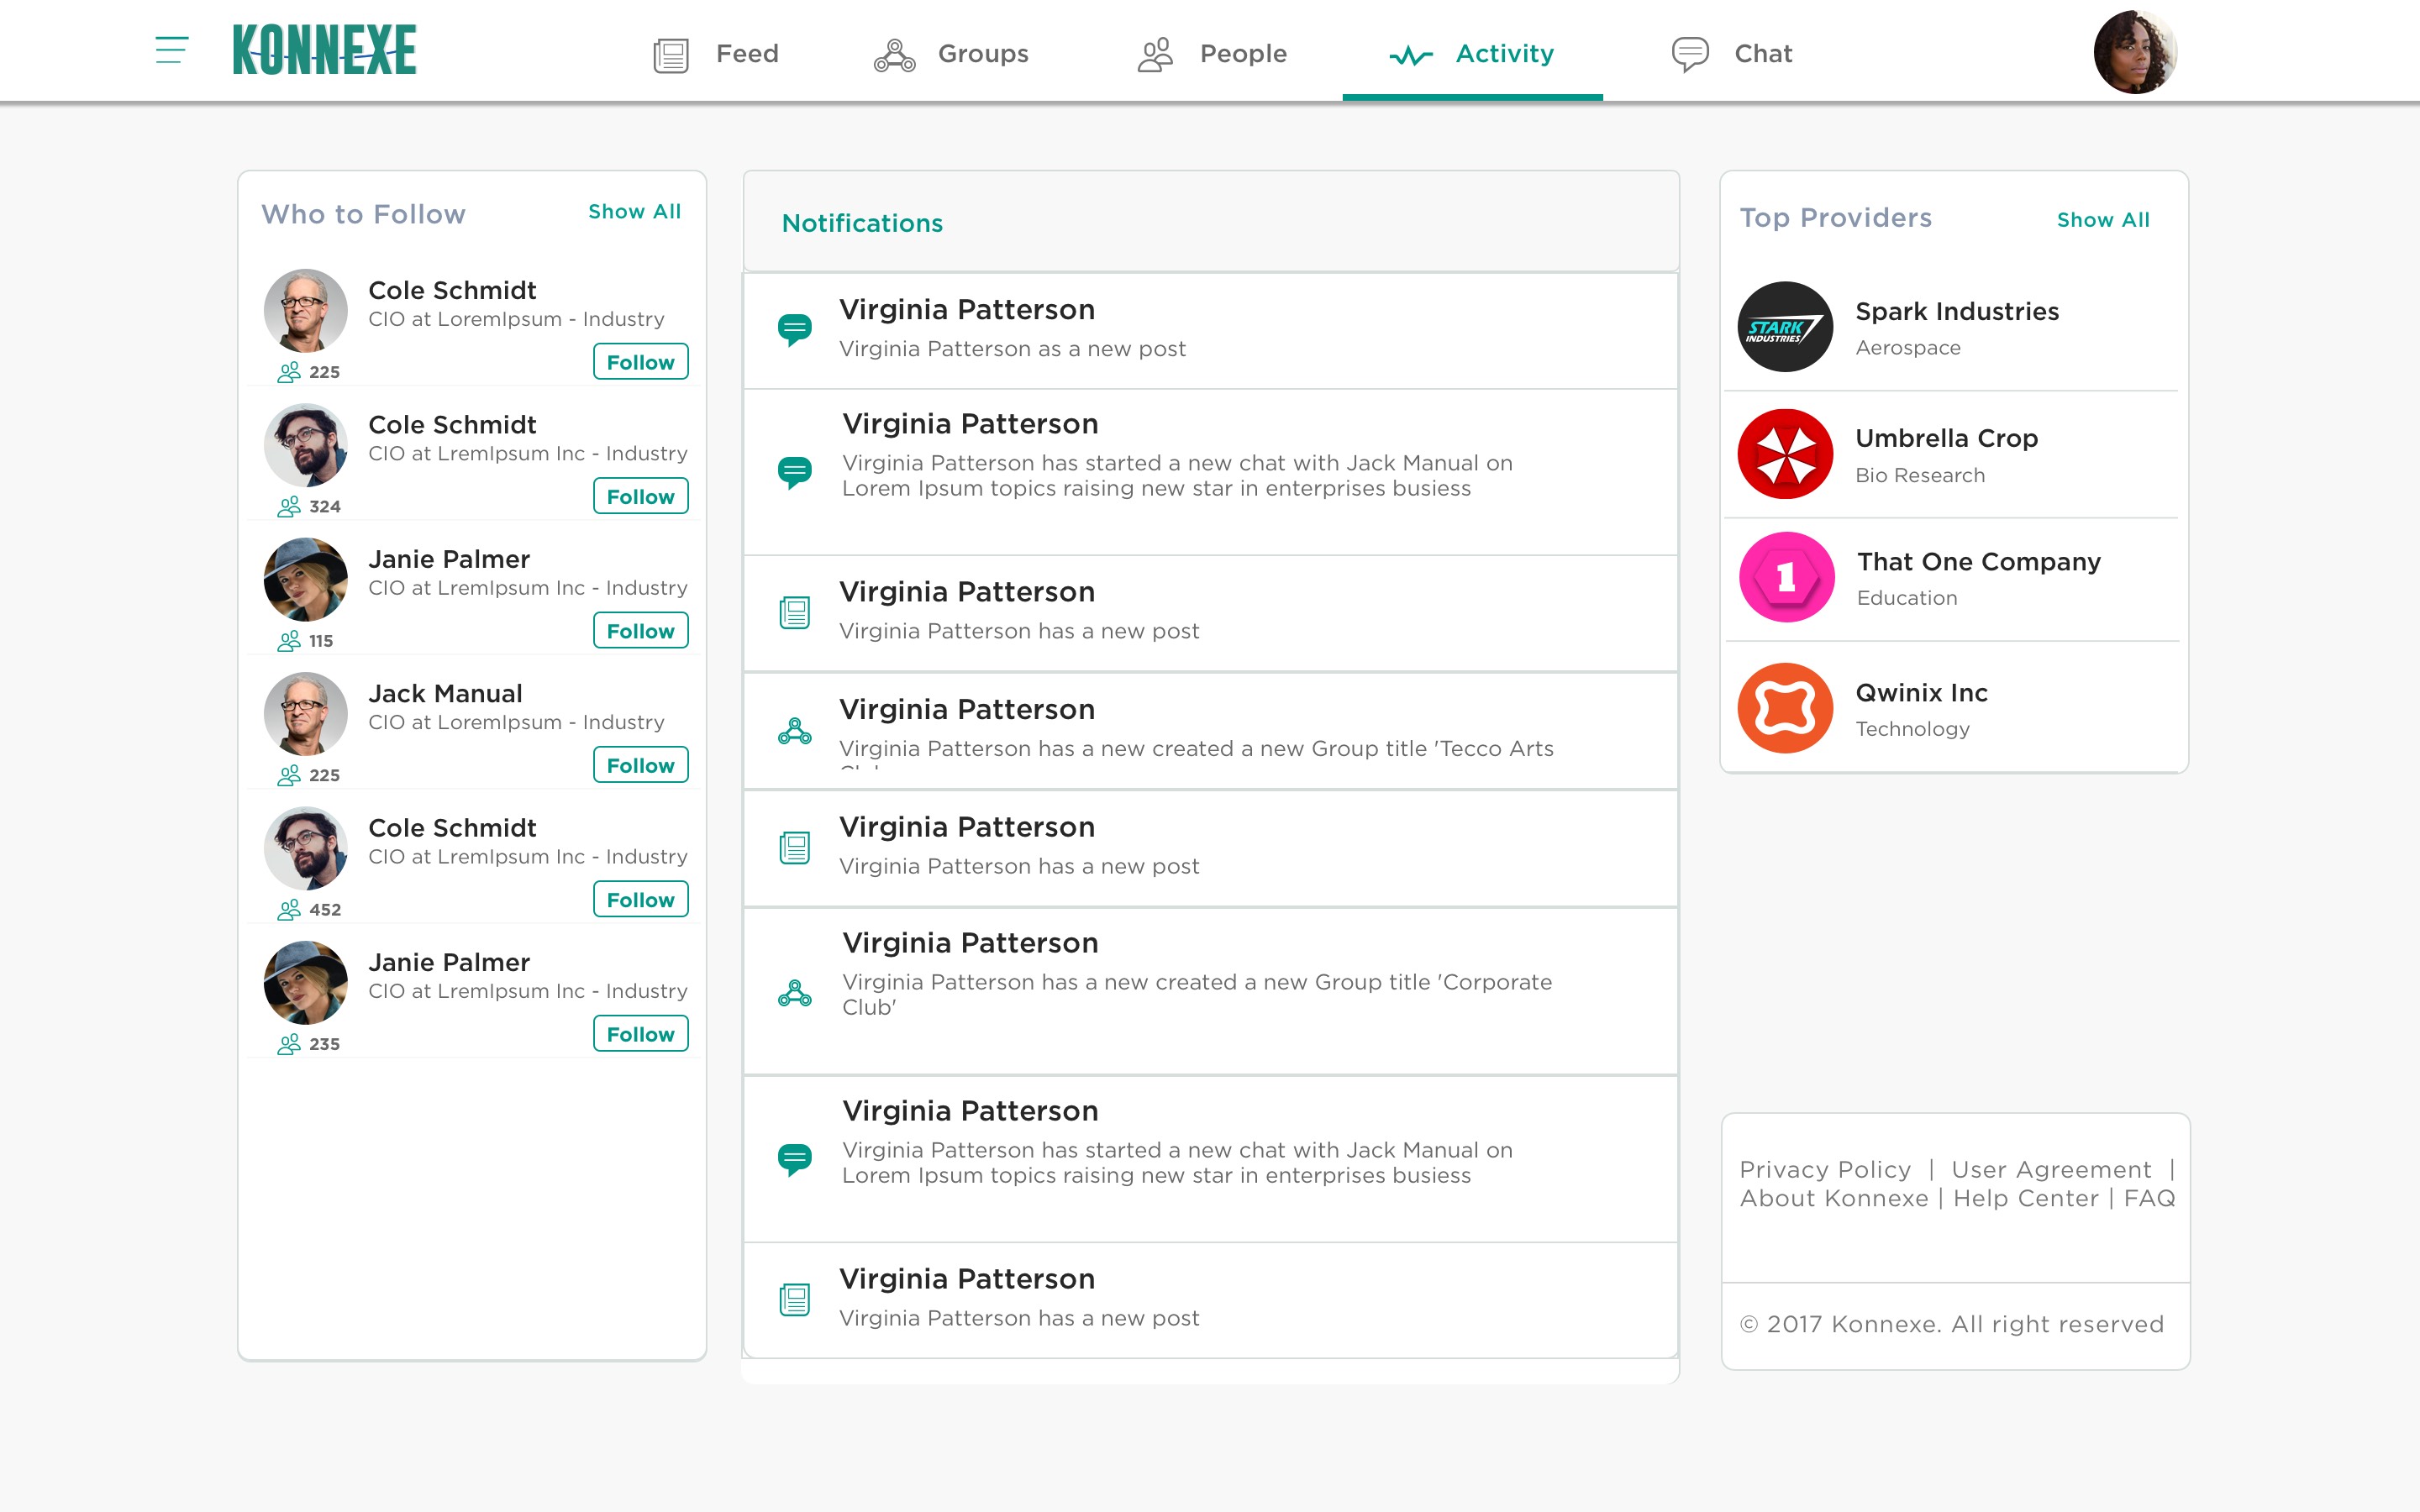 KONNEXE
Feed
Groups
People
Activity
Chat
Who to Follow
Show All
Cole Schmidt
CIO at LoremIpsum - Industry
225
Follow
Cole Schmidt
CIO at LremIpsum Inc - Industry
324
Follow
Janie Palmer
CIO at LremIpsum Inc - Industry
115
Follow
Jack Manual
CIO at LoremIpsum - Industry
225
Follow
Cole Schmidt
CIO at LremIpsum Inc - Industry
452
Follow
Janie Palmer
CIO at LremIpsum Inc - Industry
235
Follow
Notifications
Virginia Patterson
Virginia Patterson as a new post
Virginia Patterson
Virginia Patterson has started a new chat with Jack Manual on
Lorem Ipsum topics raising new star in enterprises busiess
Virginia Patterson
Virginia Patterson has a new post
Virginia Patterson
Virginia Patterson has a new created a new Group title 'Tecco Arts
Virginia Patterson
Virginia Patterson has a new post
Virginia Patterson
Virginia Patterson has a new created a new Group title 'Corporate
Club'
Virginia Patterson
Virginia Patterson has started a new chat with Jack Manual on
Lorem Ipsum topics raising new star in enterprises busiess
Virginia Patterson
Virginia Patterson has a new post
Top Providers
Show All
STARK
INDUSTRIES
Spark Industries
Aerospace
Umbrella Crop
Bio Research
1
That One Company
Education
Qwinix Inc
Technology
Privacy Policy | User Agreement |
About Konnexe | Help Center | FAQ
© 2017 Konnexe. All right reserved